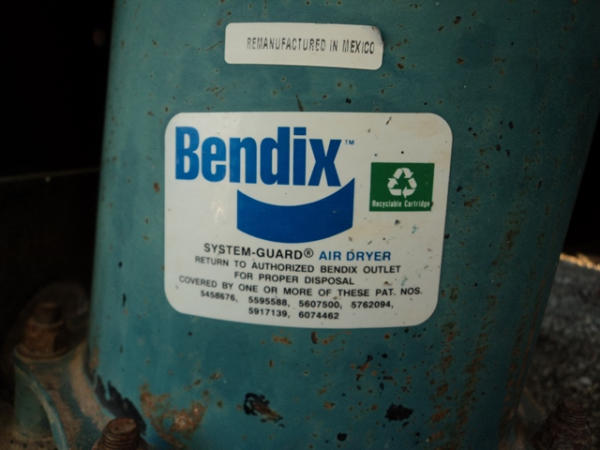 REMANUFACTURED IN MEXICO
Bendix™
Recyclable Cartridge
SYSTEM-GUARD® AIR DRYER
RETURN TO AUTHORIZED BENDIX OUTLET
FOR PROPER DISPOSAL
COVERED BY ONE OR MORE OF THESE PAT. NOS.
5458676, 5595588, 5607500, 5762094,
5917139, 6074462